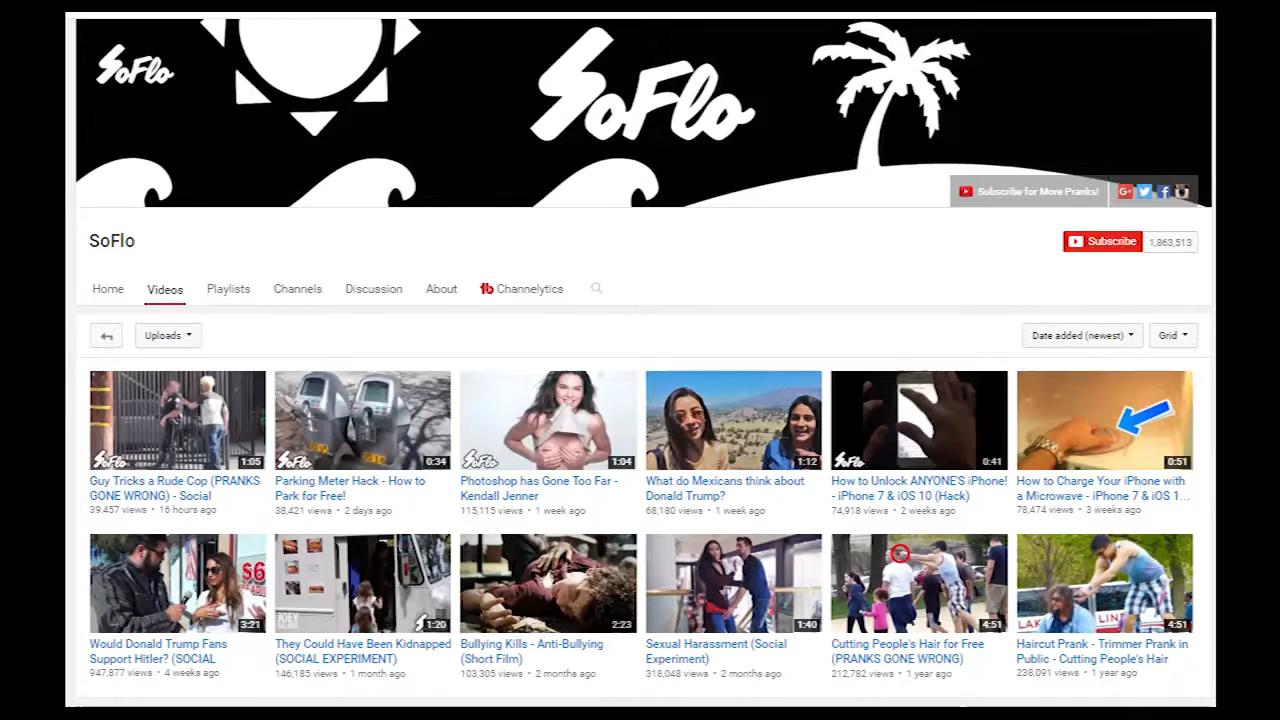 SoFlo
SoFlo
Subscribe for More Pranks!
SoFlo
Subscribe 1,863,513
Home Videos Playlists Channels Discussion About Channelytics
Uploads Date added (newest) Grid
SoFlo 1:05 SoFlo 0:34 SoFlo 1:04 1:12 SoFlo 0:41 0:51
Guy Tricks a Rude Cop (PRANKS Parking Meter Hack - How to Photoshop has Gone Too Far - What do Mexicans think about How to Unlock ANYONE'S iPhone! How to Charge Your iPhone with
GONE WRONG) - Social Park for Free! Kendall Jenner Donald Trump? - iPhone 7 & iOS 10 (Hack) a Microwave - iPhone 7 & iOS 1...
39,457 views • 16 hours ago 38,421 views • 2 days ago 115,115 views • 1 week ago 68,180 views • 1 week ago 74,918 views • 2 weeks ago 78,474 views • 3 weeks ago
$6
3:21 JOEY 1:20 2:23 1:40 4:51 LAK LIN 4:51
Would Donald Trump Fans They Could Have Been Kidnapped Bullying Kills - Anti-Bullying Sexual Harassment (Social Cutting People's Hair for Free Haircut Prank - Trimmer Prank in
Support Hitler? (SOCIAL (SOCIAL EXPERIMENT) (Short Film) Experiment) (PRANKS GONE WRONG) Public - Cutting People's Hair
947,877 views • 4 weeks ago 146,185 views • 1 month ago 103,305 views • 2 months ago 318,048 views • 2 months ago 212,782 views • 1 year ago 238,091 views • 1 year ago